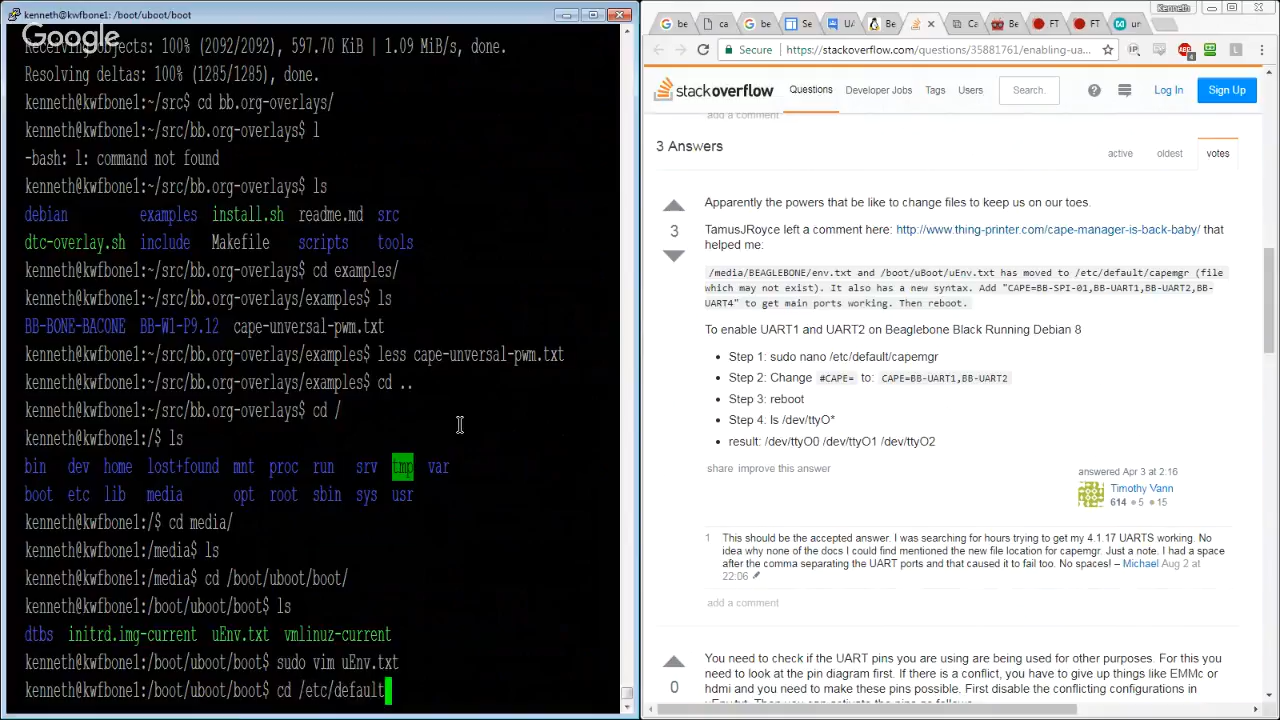 kenneth@kwfbone1: /boot/uboot/boot
Google
Resolving objects: 100% (2092/2092), 597.70 KiB | 1.09 MiB/s, done.
Resolving deltas: 100% (1285/1285), done.
kenneth@kwfbone1:~/src$ cd bb.org-overlays/
kenneth@kwfbone1:~/src/bb.org-overlays$ l
-bash: l: command not found
kenneth@kwfbone1:~/src/bb.org-overlays$ ls
debian examples install.sh readme.md src
dtc-overlay.sh include Makefile scripts tools
kenneth@kwfbone1:~/src/bb.org-overlays$ cd examples/
kenneth@kwfbone1:~/src/bb.org-overlays/examples$ ls
BB-BONE-BACONE BB-W1-P9.12 cape-unversal-pwm.txt
kenneth@kwfbone1:~/src/bb.org-overlays/examples$ less cape-unversal-pwm.txt
kenneth@kwfbone1:~/src/bb.org-overlays/examples$ cd ..
kenneth@kwfbone1:~/src/bb.org-overlays$ cd /
kenneth@kwfbone1:/$ ls
bin dev home lost+found mnt proc run srv tmp var
boot etc lib media opt root sbin sys usr
kenneth@kwfbone1:/$ cd media/
kenneth@kwfbone1:/media$ ls
kenneth@kwfbone1:/media$ cd /boot/uboot/boot/
kenneth@kwfbone1:/boot/uboot/boot$ ls
dtbs initrd.img-current uEnv.txt vmlinuz-current
kenneth@kwfbone1:/boot/uboot/boot$ sudo vim uEnv.txt
kenneth@kwfbone1:/boot/uboot/boot$ cd /etc/default
Kenneth
be ca be Se UA Be Ca Be FT FT ur
Secure https://stackoverflow.com/questions/35881761/enabling-ua...
stackoverflow Questions Developer Jobs Tags Users Search. Log In Sign Up
add a comment
3 Answers active oldest votes
Apparently the powers that be like to change files to keep us on our toes.
3
TamusJRoyce left a comment here: http://www.thing-printer.com/cape-manager-is-back-baby/ that
helped me:
/media/BEAGLEBONE/env.txt and /boot/uBoot/uEnv.txt has moved to /etc/default/capemgr (file
which may not exist). It also has a new syntax. Add "CAPE=BB-SPI-01,BB-UART1,BB-UART2,BB-
UART4" to get main ports working. Then reboot.
To enable UART1 and UART2 on Beaglebone Black Running Debian 8
• Step 1: sudo nano /etc/default/capemgr
• Step 2: Change #CAPE= to: CAPE=BB-UART1,BB-UART2
• Step 3: reboot
• Step 4: ls /dev/ttyO*
• result: /dev/ttyO0 /dev/ttyO1 /dev/ttyO2
share improve this answer
answered Apr 3 at 2:16
Timothy Vann
614 • 5 • 15
1 This should be the accepted answer. I was searching for hours trying to get my 4.1.17 UARTS working. No
idea why none of the docs I could find mentioned the new file location for capemgr. Just a note. I had a space
after the comma separating the UART ports and that caused it to fail too. No spaces! – Michael Aug 2 at
22:06
add a comment
You need to check if the UART pins you are using are being used for other purposes. For this you
0
need to look at the pin diagram first. If there is a conflict, you have to give up things like EMMc or
hdmi and you need to make these pins possible. First disable the conflicting configurations in